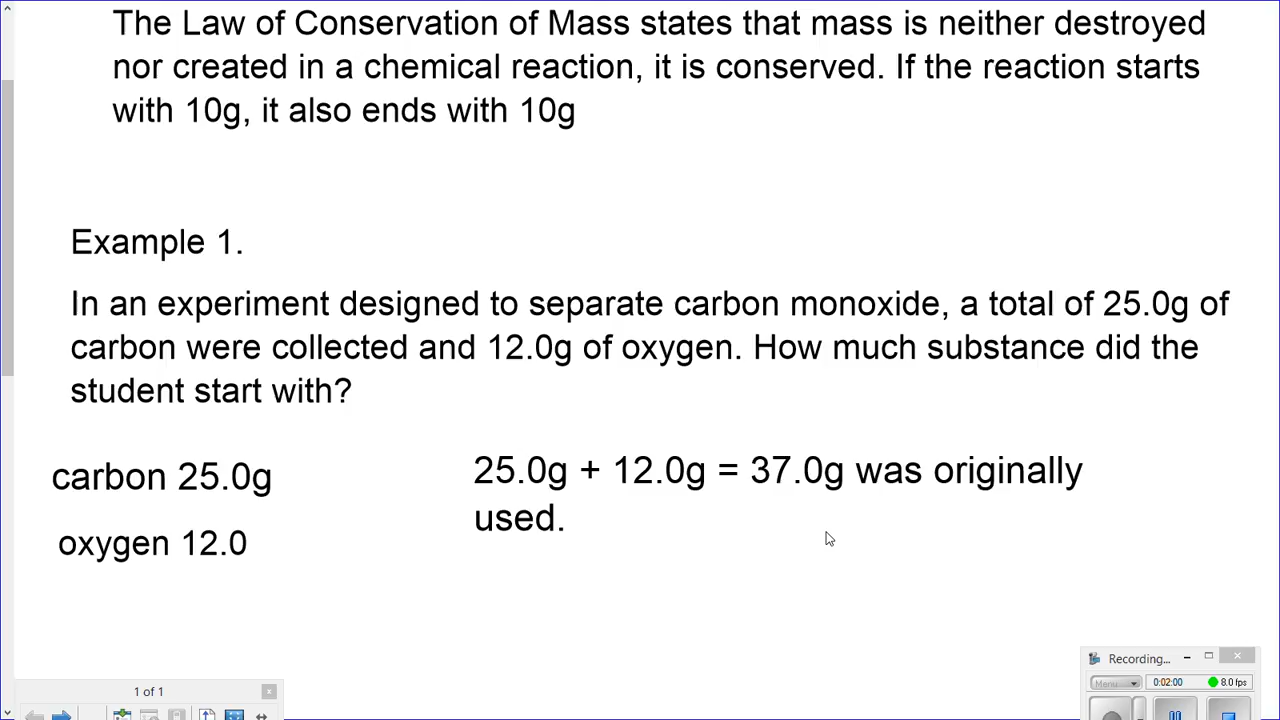 The Law of Conservation of Mass states that mass is neither destroyed
nor created in a chemical reaction, it is conserved. If the reaction starts
with 10g, it also ends with 10g
Example 1.
In an experiment designed to separate carbon monoxide, a total of 25.0g of
carbon were collected and 12.0g of oxygen. How much substance did the
student start with?
carbon 25.0g
25.0g + 12.0g = 37.0g was originally
used.
oxygen 12.0
Recording...
Menu
0:02:00
8.0 fps
1 of 1